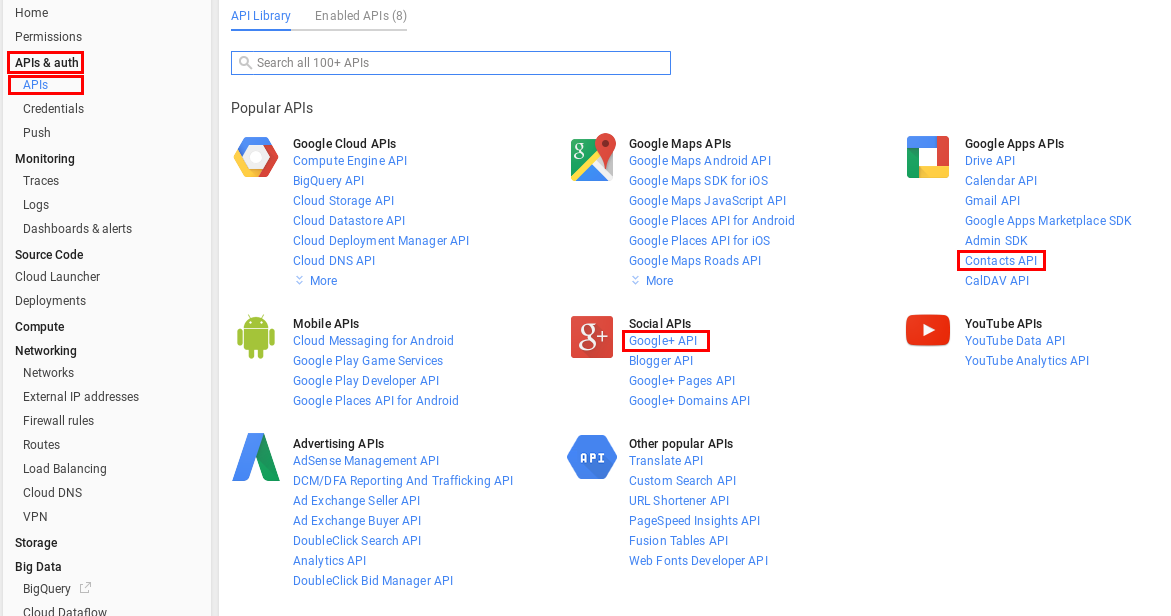 Home
Permissions
APIs & auth
APIs
Credentials
Push
Monitoring
Traces
Logs
Dashboards & alerts
Source Code
Cloud Launcher
Deployments
Compute
Networking
Networks
External IP addresses
Firewall rules
Routes
Load Balancing
Cloud DNS
VPN
Storage
Big Data
BigQuery
Cloud Dataflow
API Library
Enabled APIs (8)
Search all 100+ APIs
Popular APIs
Google Cloud APIs
Compute Engine API
BigQuery API
Cloud Storage API
Cloud Datastore API
Cloud Deployment Manager API
Cloud DNS API
More
g
Google Maps APIs
Google Maps Android API
Google Maps SDK for iOS
Google Maps JavaScript API
Google Places API for Android
Google Places API for iOS
Google Maps Roads API
More
Google Apps APIs
Drive API
Calendar API
Gmail API
Google Apps Marketplace SDK
Admin SDK
Contacts API
CalDAV API
Mobile APIs
Cloud Messaging for Android
Google Play Game Services
Google Play Developer API
Google Places API for Android
g+
Social APIs
Google+ API
Blogger API
Google+ Pages API
Google+ Domains API
YouTube APIs
YouTube Data API
YouTube Analytics API
Advertising APIs
AdSense Management API
DCM/DFA Reporting And Trafficking API
Ad Exchange Seller API
Ad Exchange Buyer API
DoubleClick Search API
Analytics API
DoubleClick Bid Manager API
API
Other popular APIs
Translate API
Custom Search API
URL Shortener API
PageSpeed Insights API
Fusion Tables API
Web Fonts Developer API